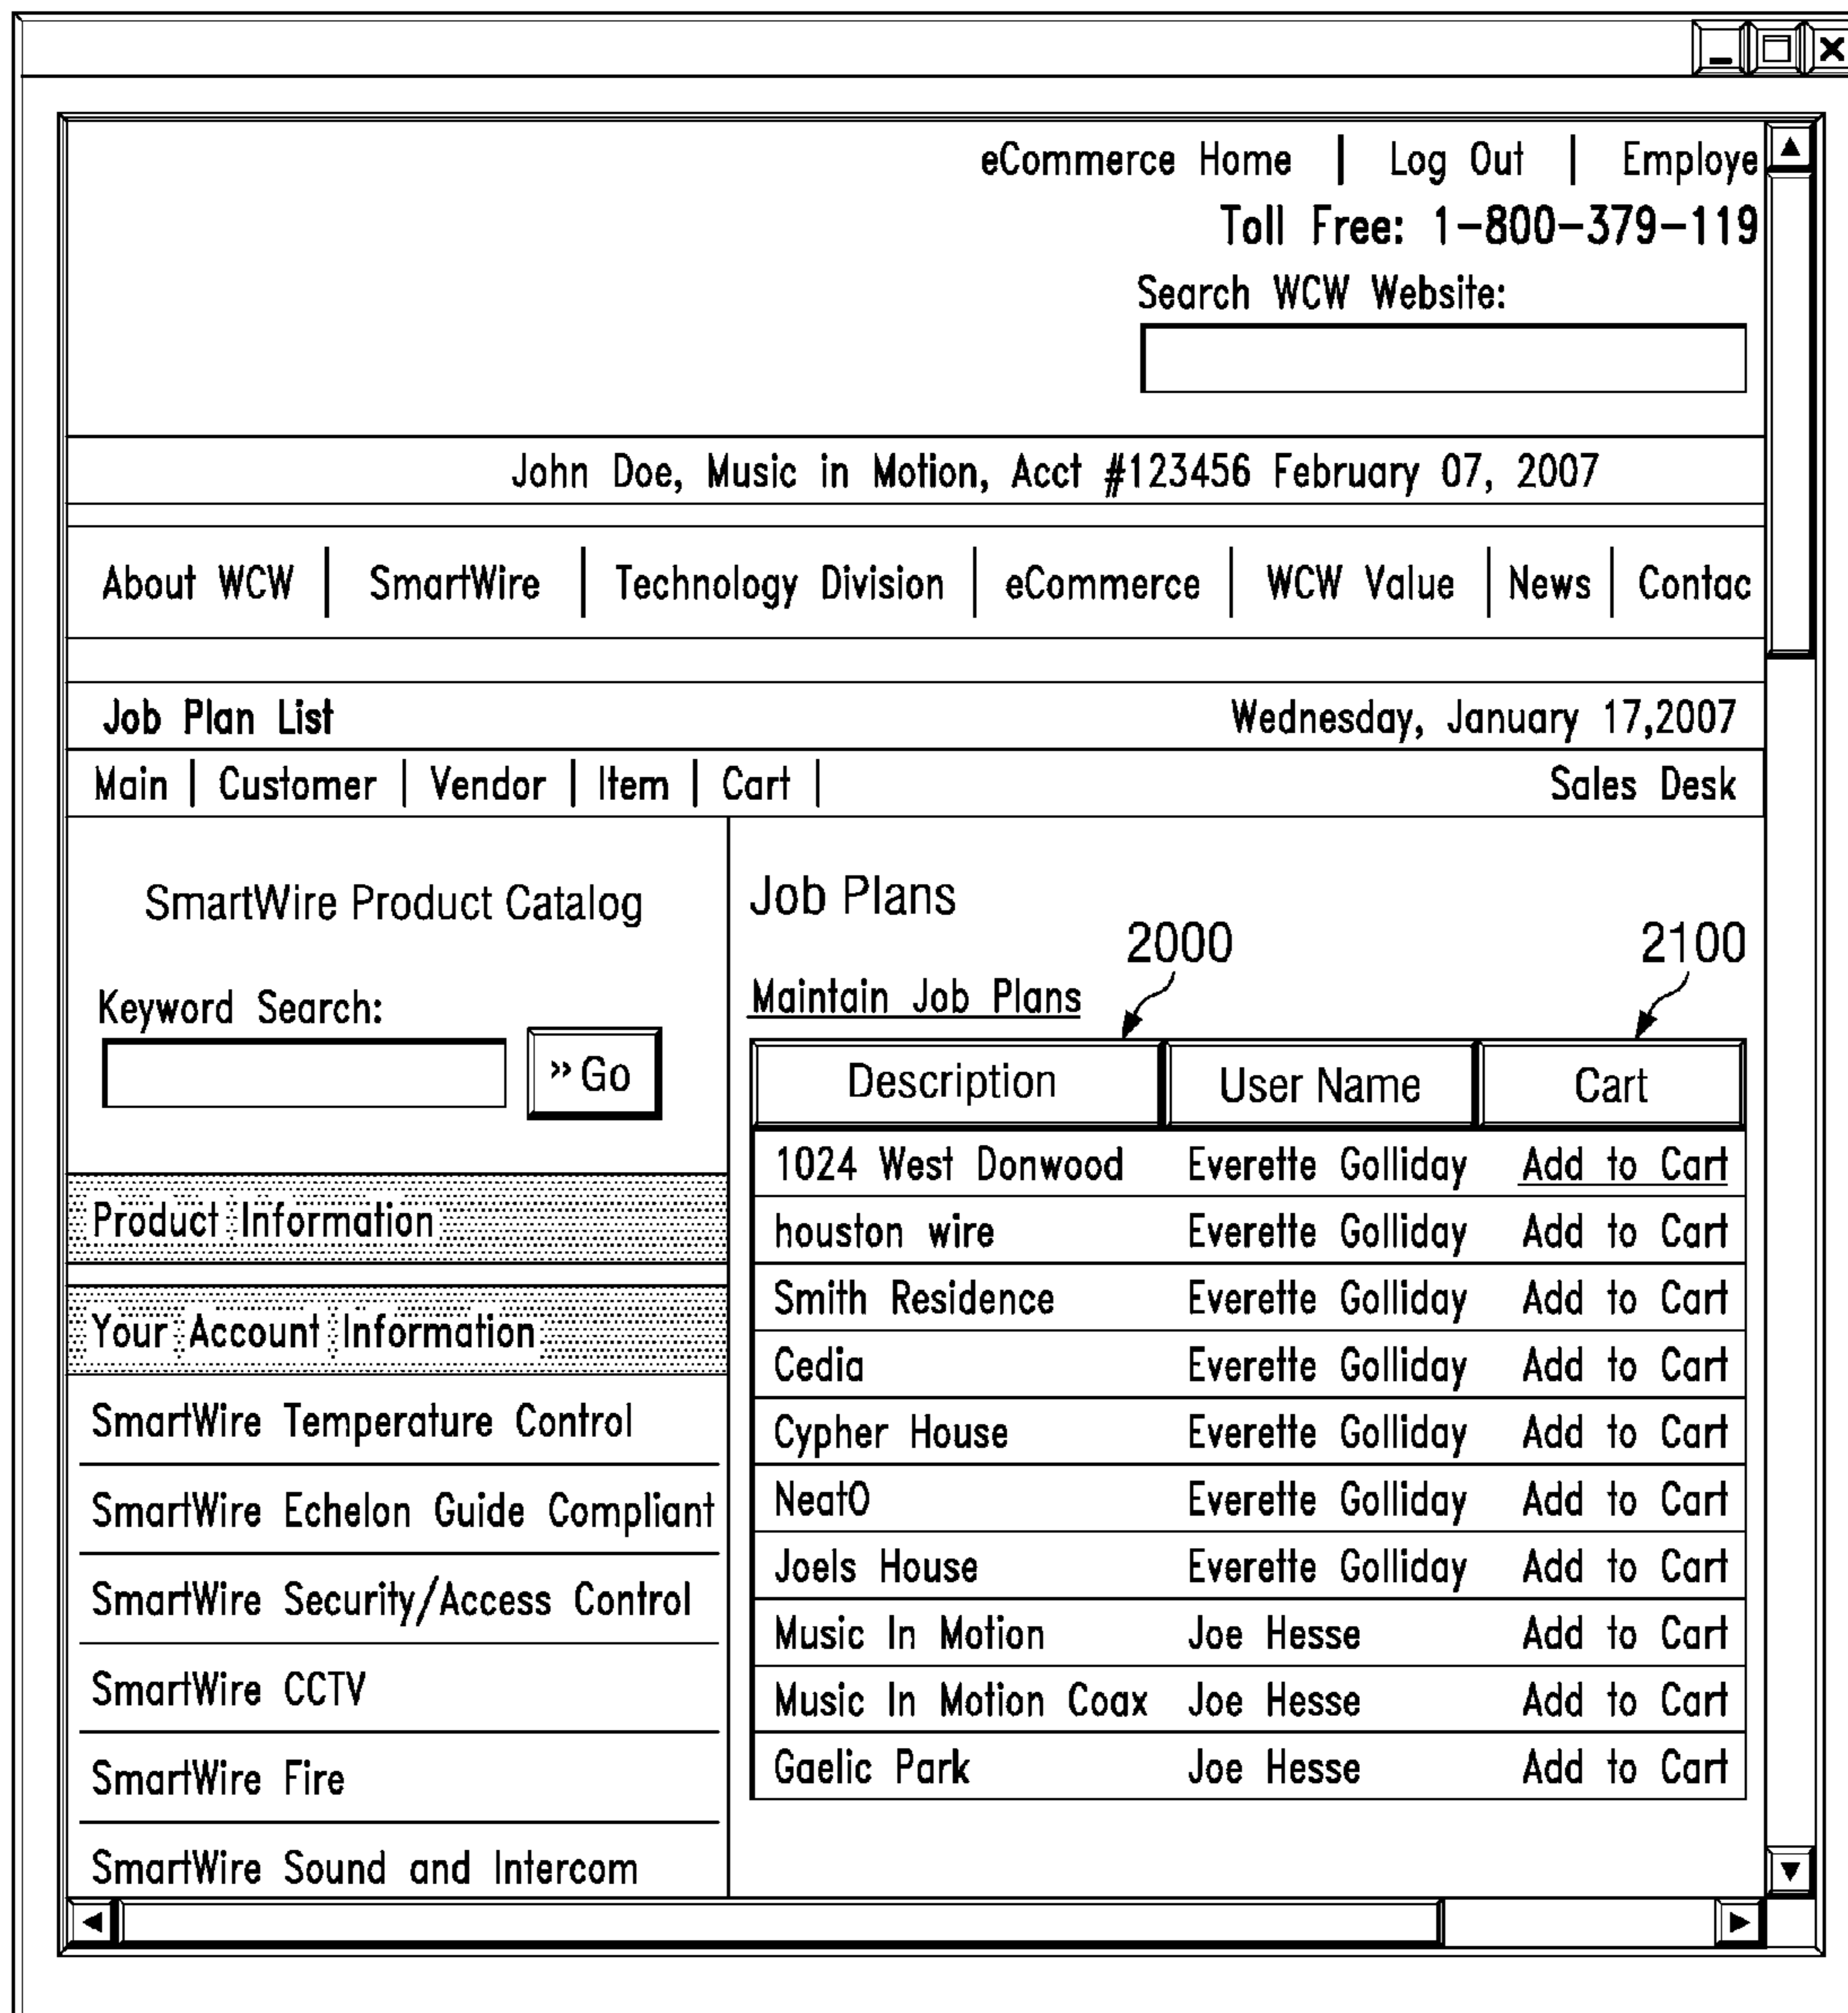 eCommerce Home | Log Out | Employe
Toll Free: 1-800-379-119
Search WCW Website:
John Doe, Music in Motion, Acct #123456 February 07, 2007
About WCW | SmartWire | Technology Division | eCommerce | WCW Value | News | Contac
Job Plan List Wednesday, January 17,2007
Main | Customer | Vendor | Item | Cart | Sales Desk
SmartWire Product Catalog
Keyword Search:
» Go
Product Information
Your Account Information
SmartWire Temperature Control
SmartWire Echelon Guide Compliant
SmartWire Security/Access Control
SmartWire CCTV
SmartWire Fire
SmartWire Sound and Intercom
Job Plans
2000 2100
Maintain Job Plans
Description User Name Cart
1024 West Donwood Everette Golliday Add to Cart
houston wire Everette Golliday Add to Cart
Smith Residence Everette Golliday Add to Cart
Cedia Everette Golliday Add to Cart
Cypher House Everette Golliday Add to Cart
NeatO Everette Golliday Add to Cart
Joels House Everette Golliday Add to Cart
Music In Motion Joe Hesse Add to Cart
Music In Motion Coax Joe Hesse Add to Cart
Gaelic Park Joe Hesse Add to Cart